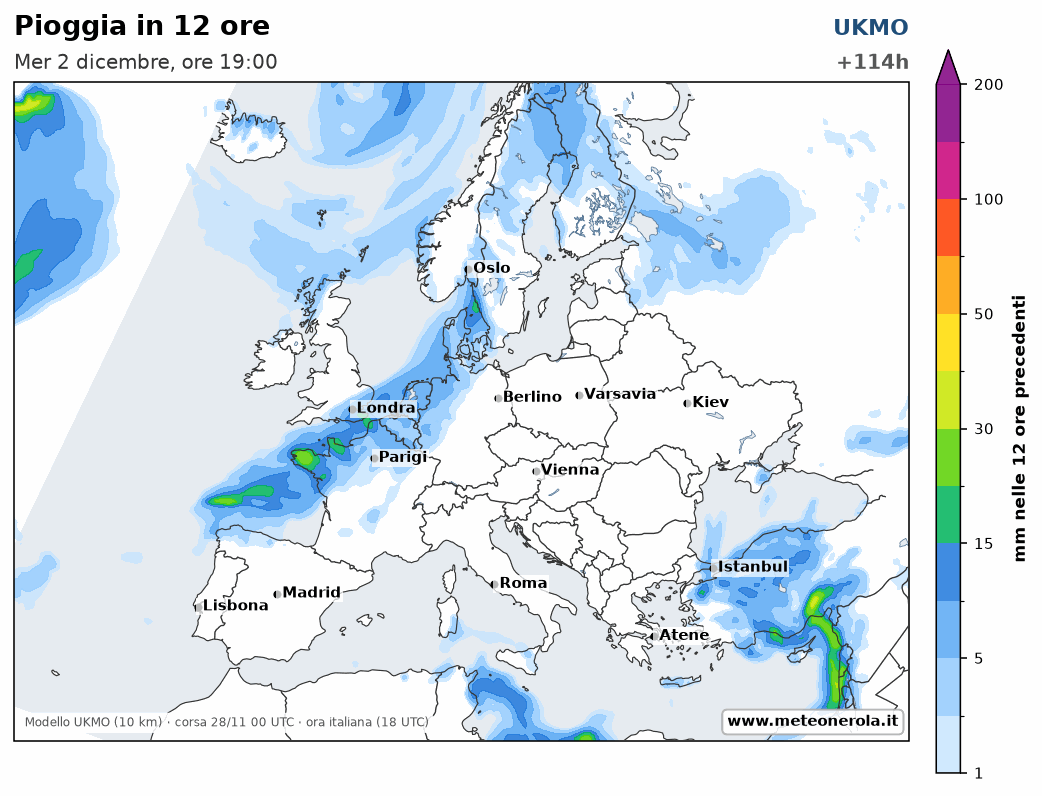 Pioggia in 12 ore
UKMO
Mer 2 dicembre, ore 19:00
+114h
200
100
50
30
15
5
1
mm nelle 12 ore precedenti
Oslo
Londra
Berlino
Varsavia
Kiev
Parigi
Vienna
Istanbul
Roma
Madrid
Lisbona
Atene
Modello UKMO (10 km) · corsa 28/11 00 UTC · ora italiana (18 UTC)
www.meteonerola.it